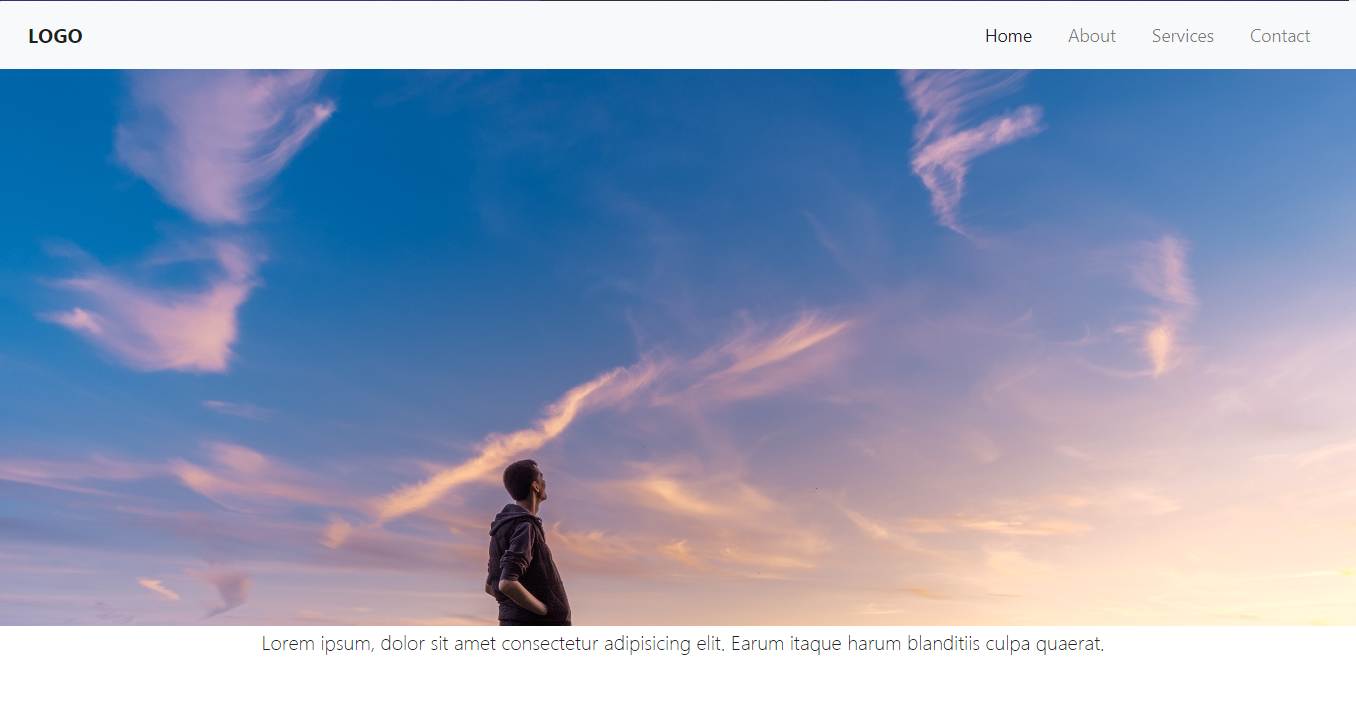 LOGO
Home About Services Contact
Lorem ipsum, dolor sit amet consectetur adipisicing elit. Earum itaque harum blanditiis culpa quaerat.